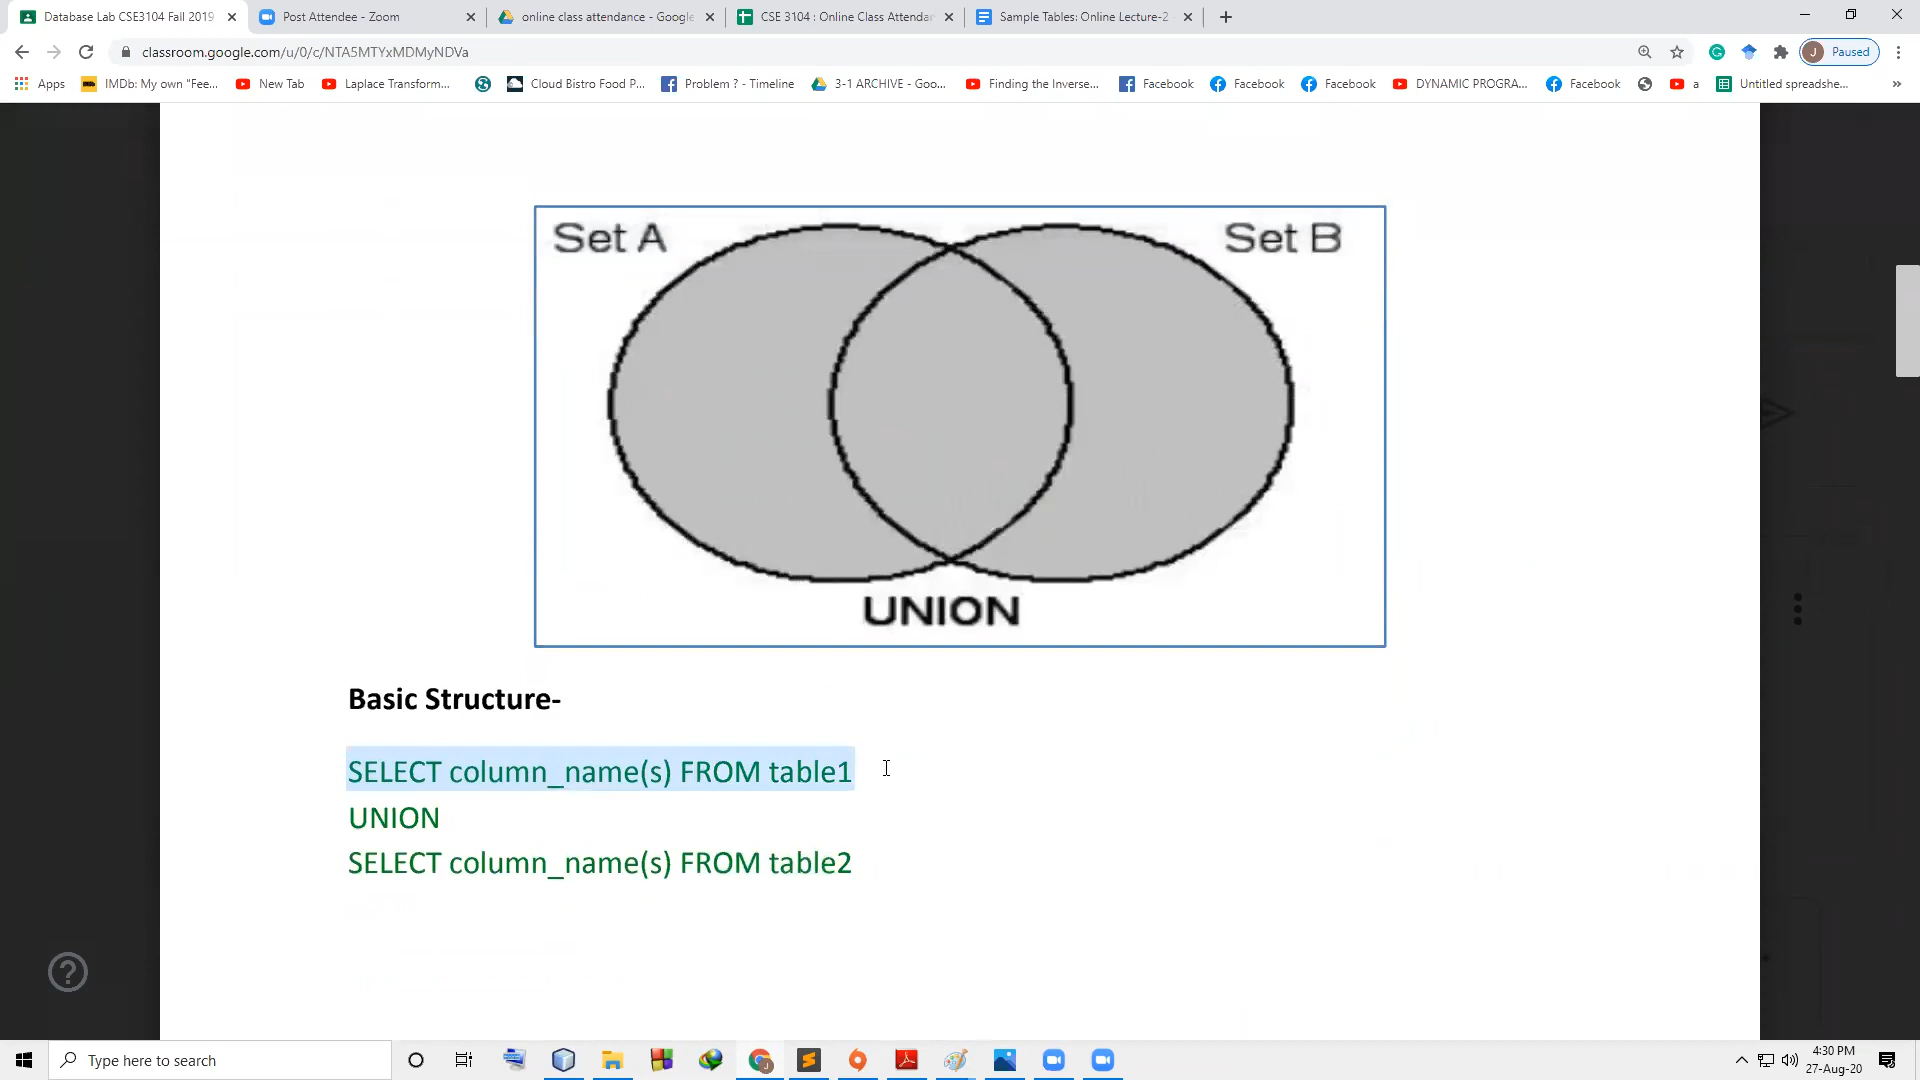 Database Lab CSE3104 Fall 2019
Post Attendee - Zoom
online class attendance - Google
CSE 3104 : Online Class Attendan
Sample Tables: Online Lecture-2
classroom.google.com/u/0/c/NTA5MTYxMDMyNDVa
J Paused
Apps
IMDb: My own "Fee...
New Tab
Laplace Transform...
Cloud Bistro Food P...
Problem ? - Timeline
3-1 ARCHIVE - Goo...
Finding the Inverse...
Facebook
Facebook
Facebook
DYNAMIC PROGRA...
Facebook
a
Untitled spreadshe...
»
Set A
Set B
UNION
Basic Structure-
SELECT column_name(s) FROM table1
UNION
SELECT column_name(s) FROM table2
Type here to search
4:30 PM
27-Aug-20